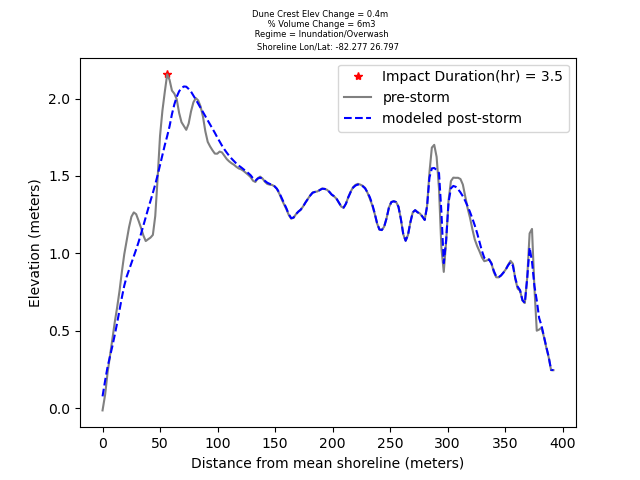 Dune Crest Elev Change = 0.4m
% Volume Change = 6m3
Regime = Inundation/Overwash
Shoreline Lon/Lat: -82.277 26.797
Impact Duration(hr) = 3.5
pre-storm
modeled post-storm
Elevation (meters)
2.0
1.5
1.0
0.5
0.0
0 50 100 150 200 250 300 350 400
Distance from mean shoreline (meters)